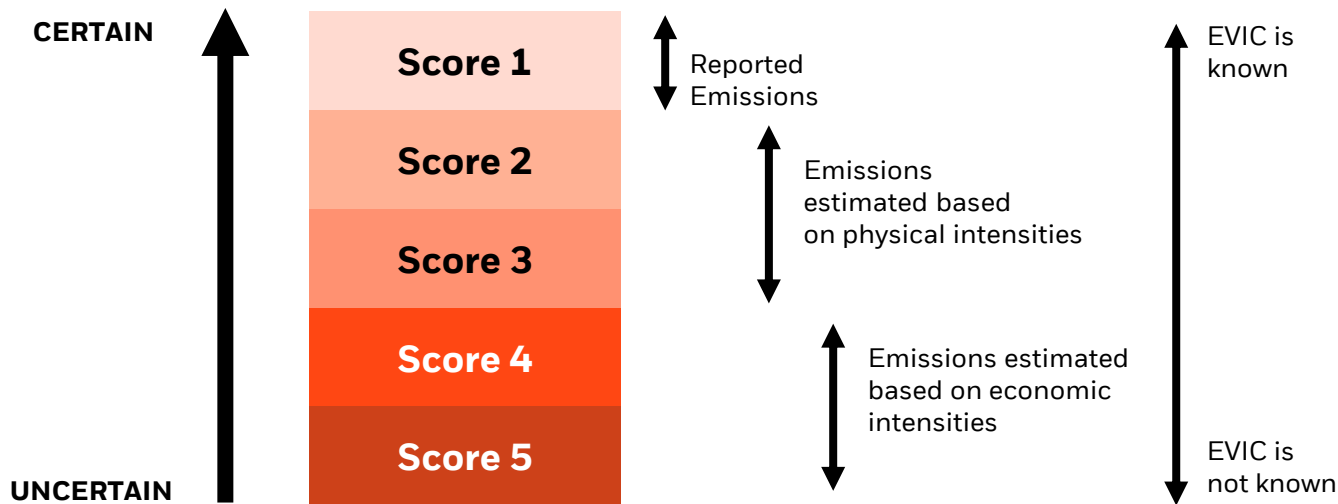 CERTAIN
UNCERTAIN
Score 1
Score 2
Score 3
Score 4
Score 5
Reported
Emissions
Emissions
estimated based
on physical intensities
Emissions estimated
based on economic
intensities
EVIC is
known
EVIC is
not known